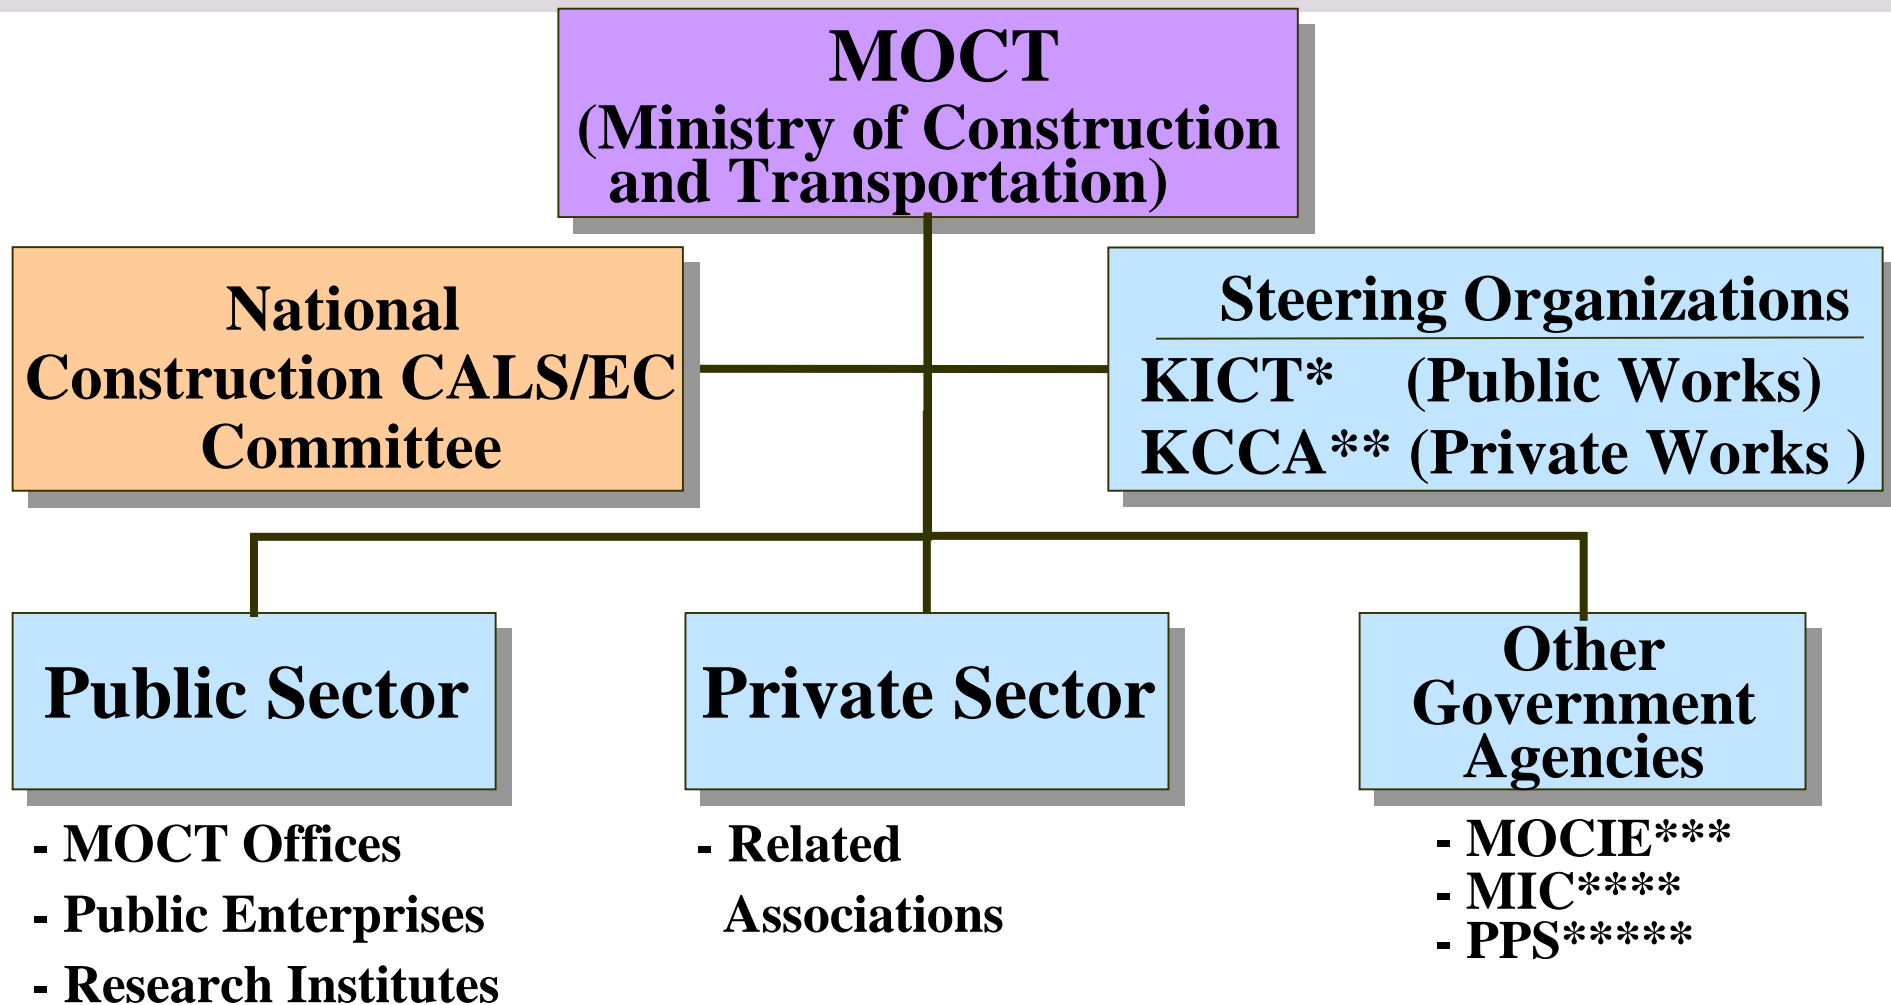 MOCT
(Ministry of Construction
and Transportation)
National
Construction CALS/EC
Committee
Steering Organizations
KICT* (Public Works)
KCCA** (Private Works )
Public Sector
- MOCT Offices
- Public Enterprises
- Research Institutes
Private Sector
- Related
Associations
Other
Government
Agencies
- MOCIE***
- MIC****
- PPS*****